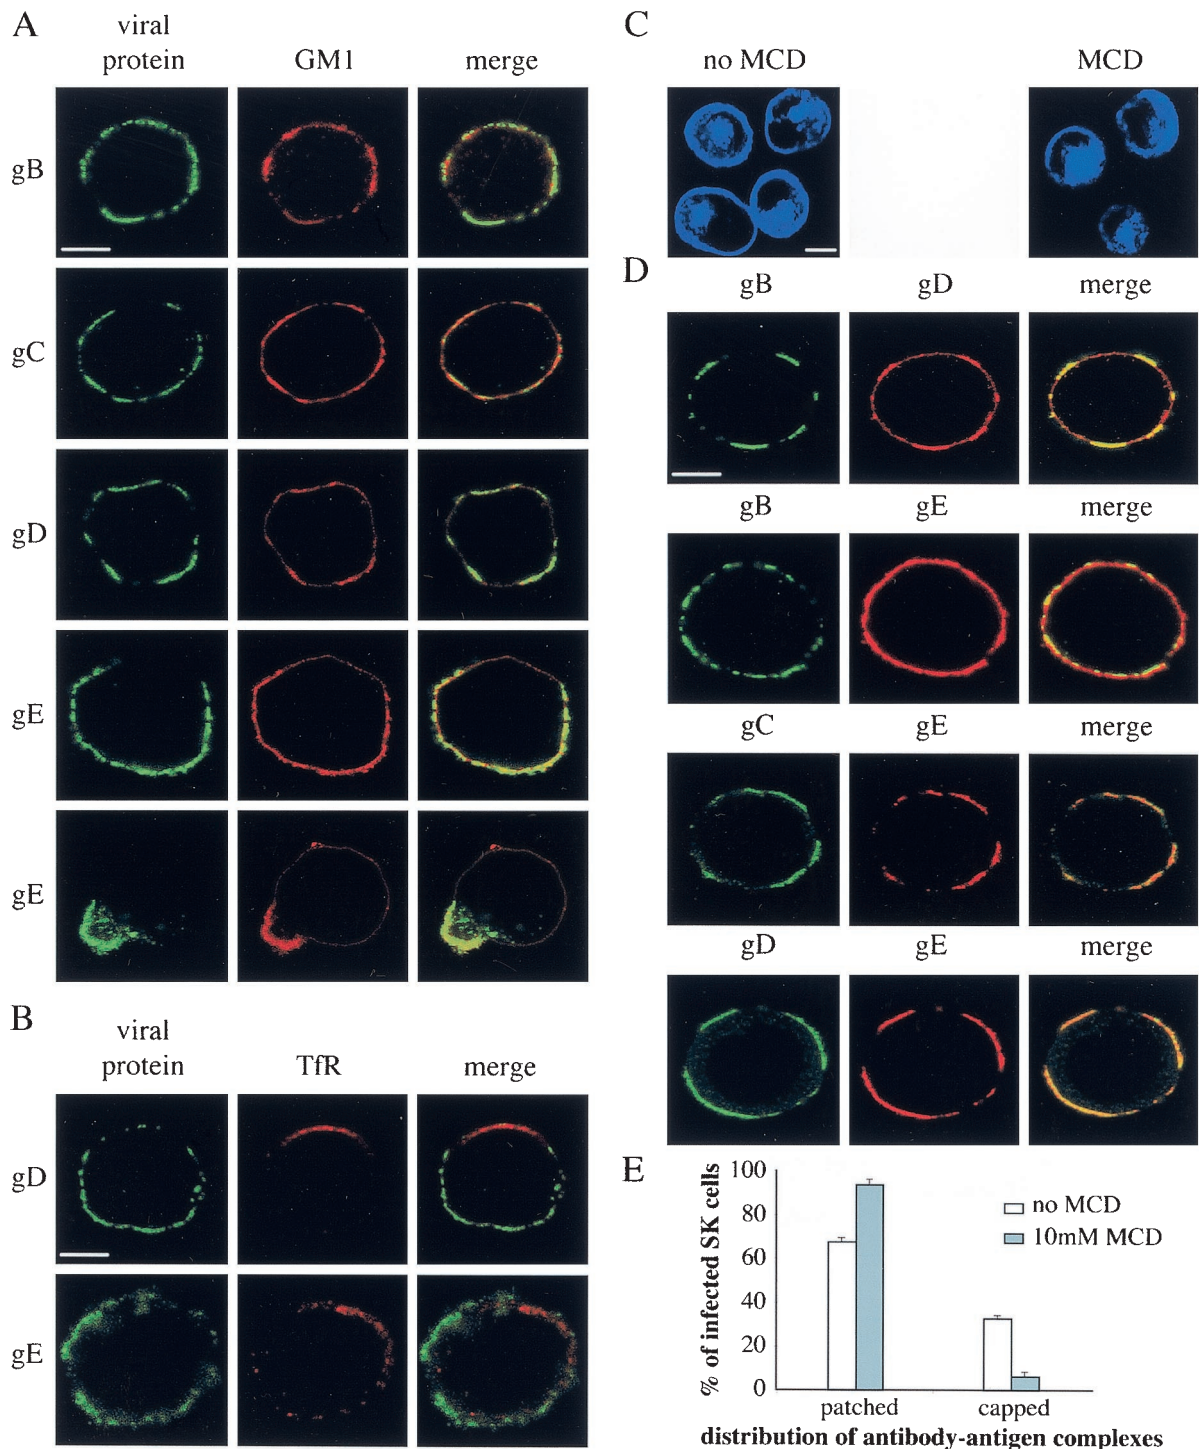 A
viral protein
GM1
merge
gB
gC
gD
gE
gE
B
viral protein
TfR
merge
gD
gE
C
no MCD
MCD
D
gB
gD
merge
gB
gE
merge
gC
gE
merge
gD
gE
merge
E
% of infected SK cells
100
80
60
40
20
0
no MCD
10mM MCD
patched
capped
distribution of antibody-antigen complexes